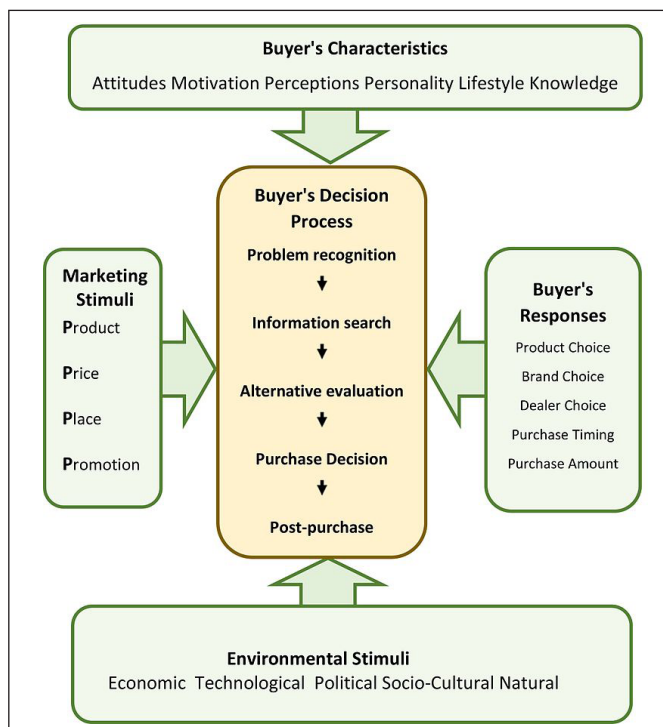 Buyer's Characteristics
Attitudes Motivation Perceptions Personality Lifestyle Knowledge
Buyer's Decision
Process
Problem recognition
Information search
Alternative evaluation
Purchase Decision
Post-purchase
Marketing
Stimuli
Product
Price
Place
Promotion
Buyer's
Responses
Product Choice
Brand Choice
Dealer Choice
Purchase Timing
Purchase Amount
Environmental Stimuli
Economic Technological Political Socio-Cultural Natural